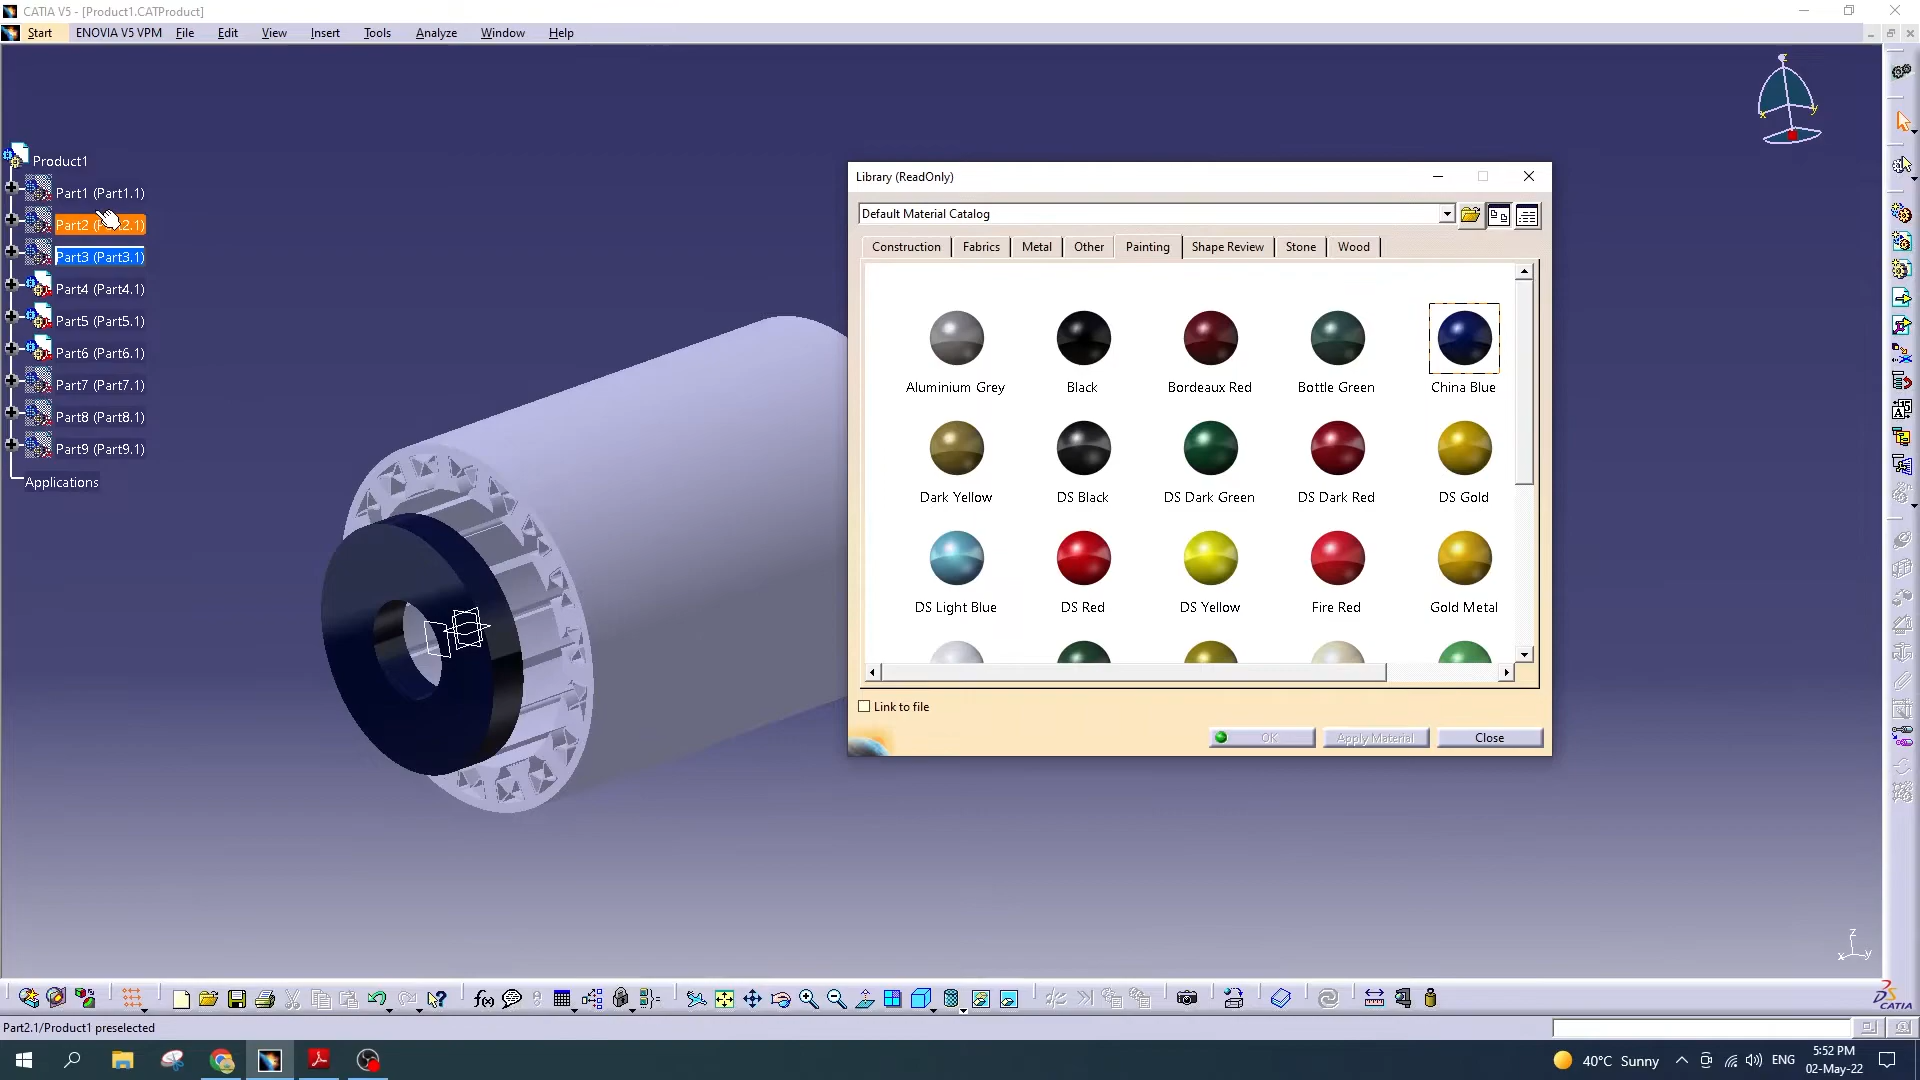 CATIA V5 - [Product1.CATProduct]
Start ENOVIA V5 VPM File Edit View Insert Tools Analyze Window Help
Product1
Part1 (Part1.1)
Part2 (P 2.1)
Part3 (Part3.1)
Part4 (Part4.1)
Part5 (Part5.1)
Part6 (Part6.1)
Part7 (Part7.1)
Part8 (Part8.1)
Part9 (Part9.1)
Applications
Library (ReadOnly)
Default Material Catalog
Construction Fabrics Metal Other Painting Shape Review Stone Wood
Aluminium Grey Black Bordeaux Red Bottle Green China Blue
Dark Yellow DS Black DS Dark Green DS Dark Red DS Gold
DS Light Blue DS Red DS Yellow Fire Red Gold Metal
Link to file
OK Apply Material Close
z
x y
z
x y
f(x)
DS CATIA
Part2.1/Product1 preselected
40°C Sunny ENG 5:52 PM
02-May-22